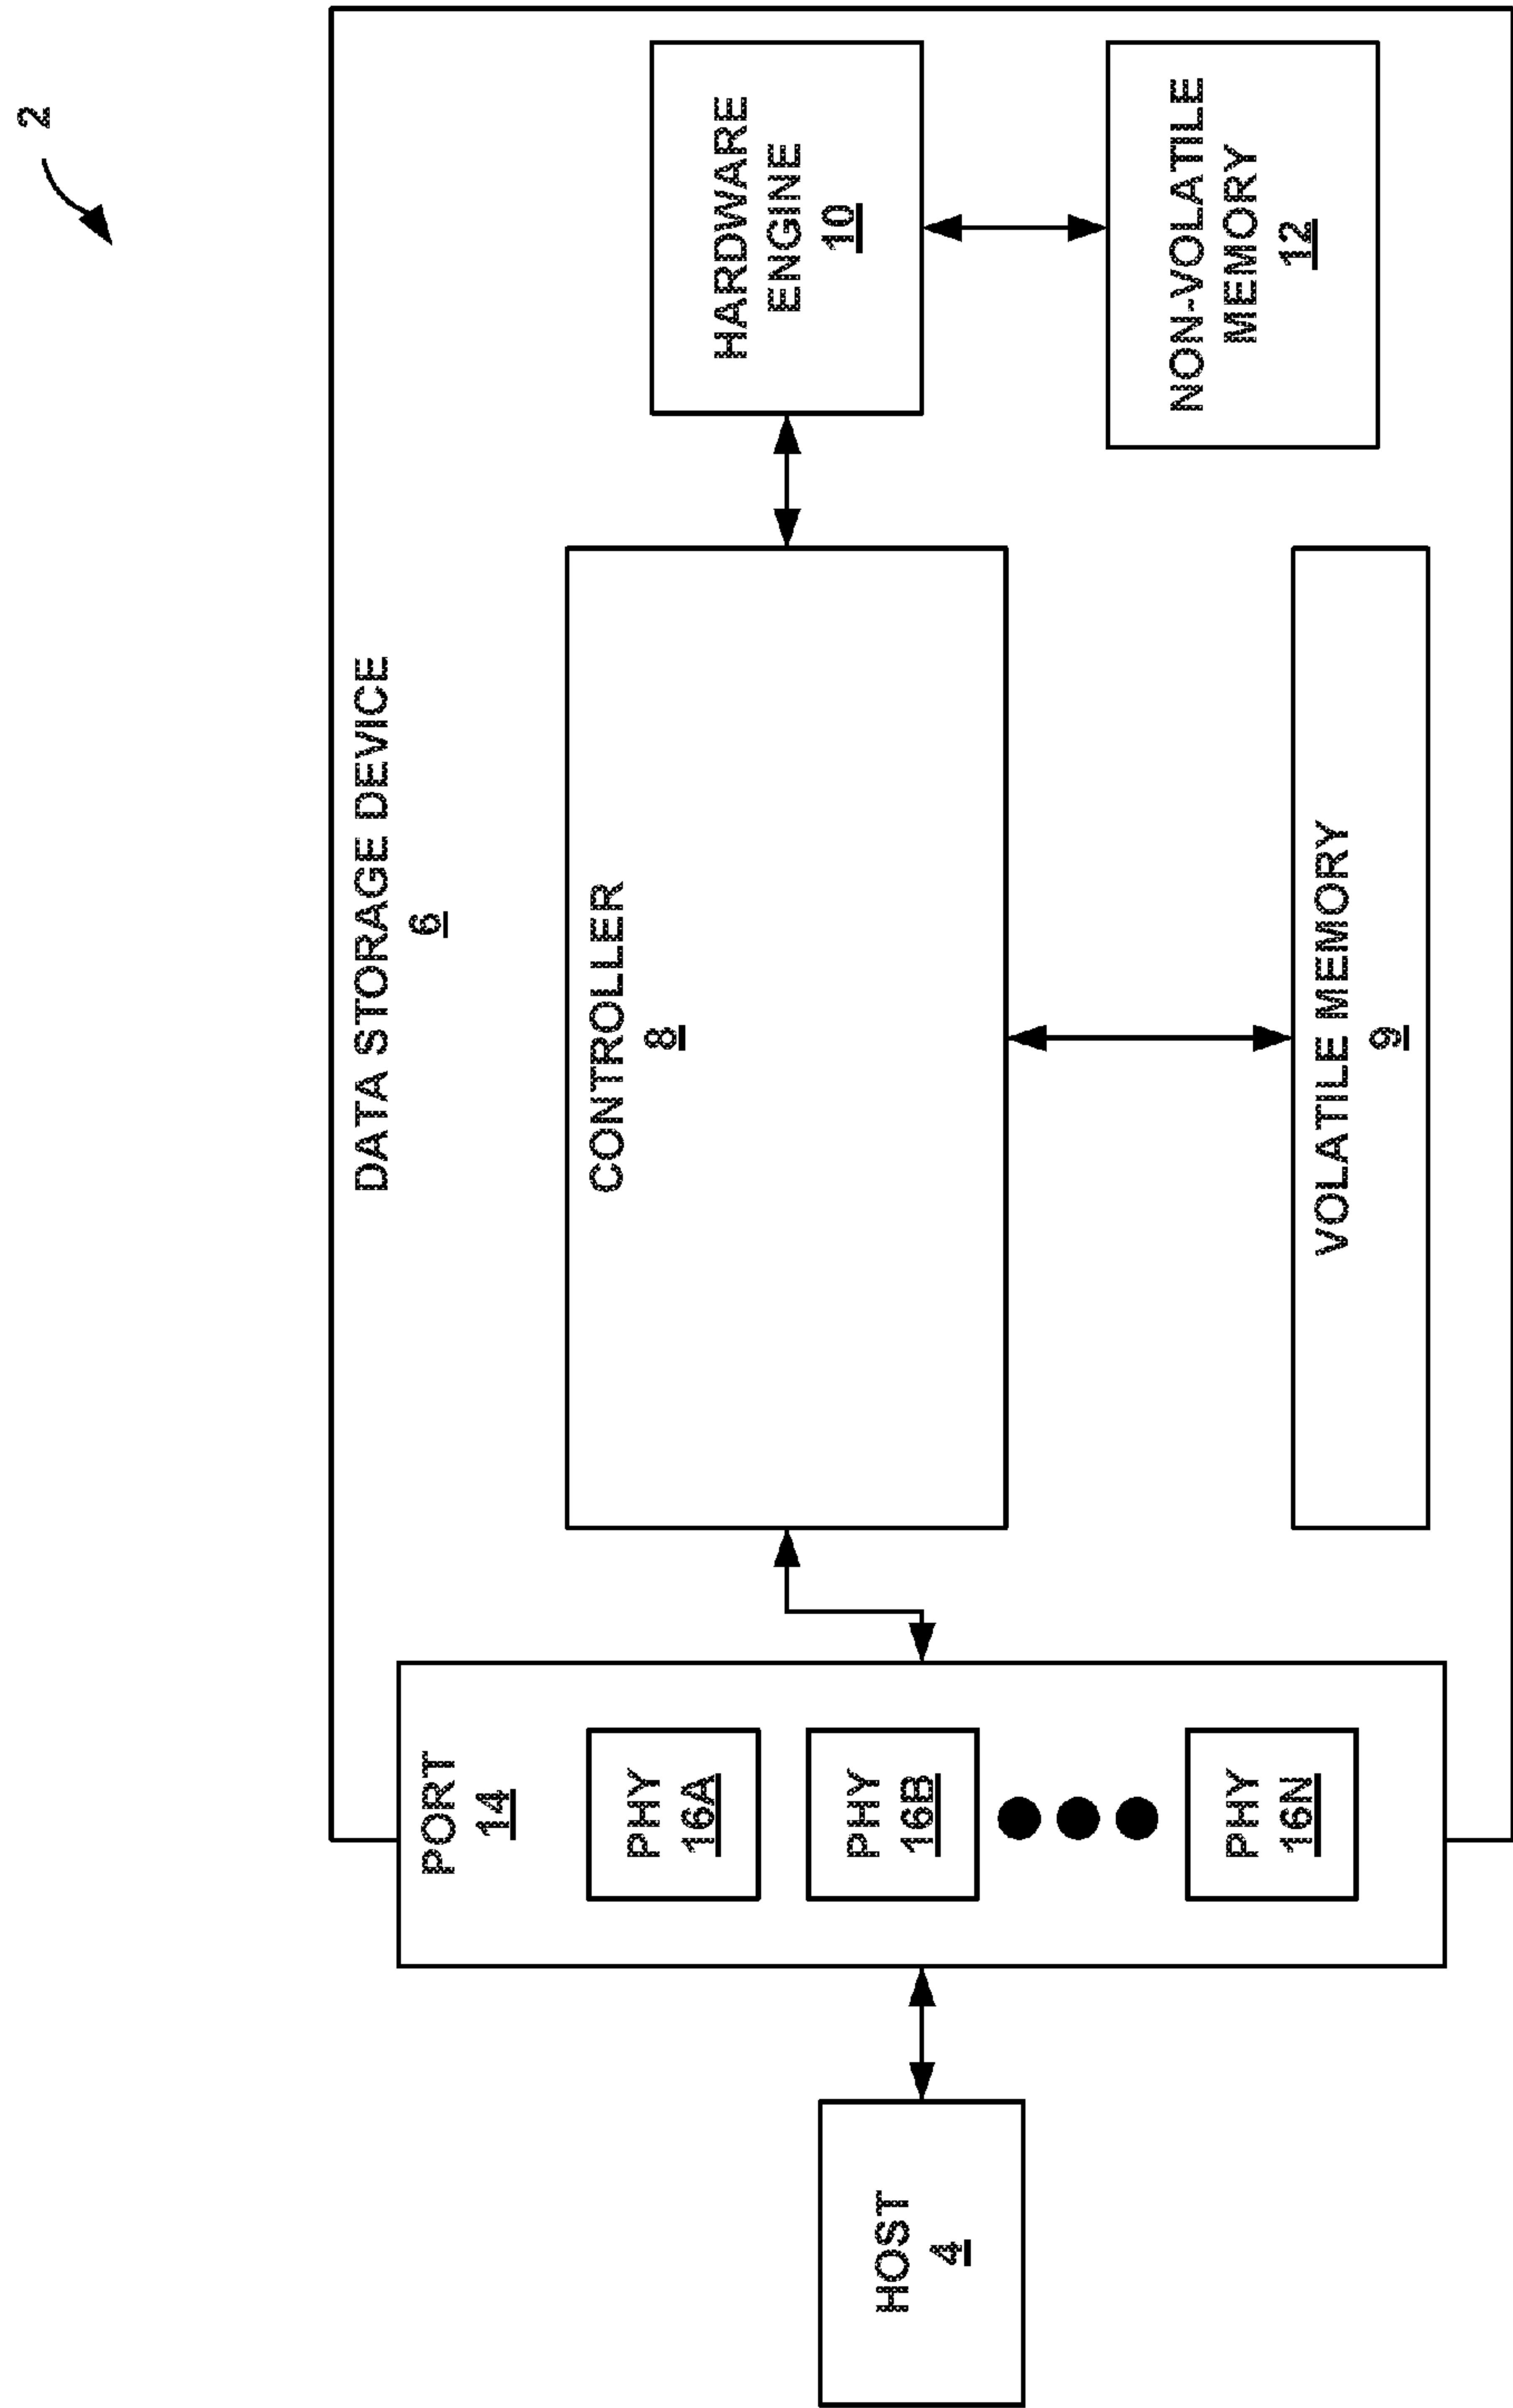 2
DATA STORAGE DEVICE
6
HOST
4
PORT
14
PHY
16A
PHY
16B
PHY
16N
CONTROLLER
8
HARDWARE
ENGINE
10
NON-VOLATILE
MEMORY
12
VOLATILE MEMORY
9